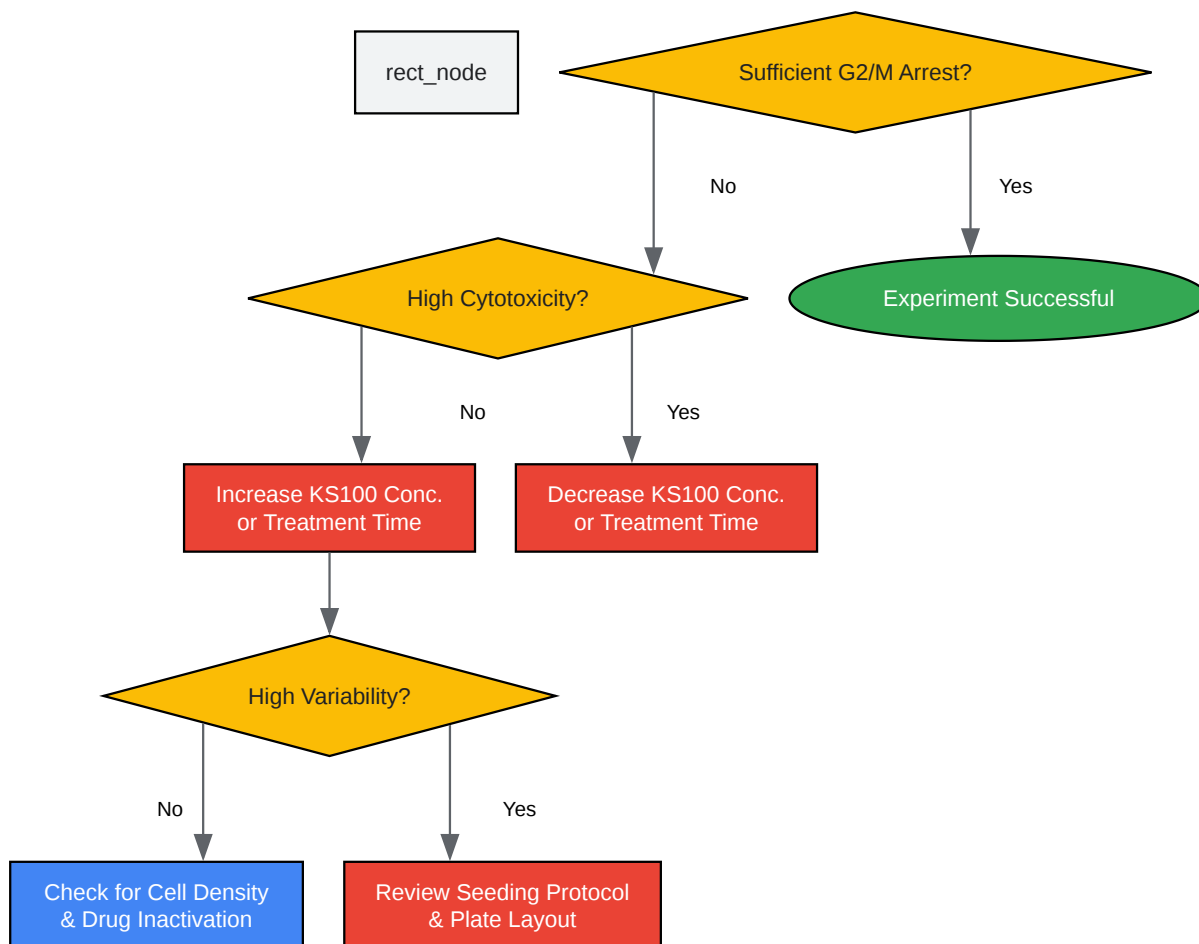 rect_node
Sufficient G2/M Arrest?
No
Yes
High Cytotoxicity?
Experiment Successful
No
Yes
Increase KS100 Conc.
or Treatment Time
Decrease KS100 Conc.
or Treatment Time
High Variability?
No
Yes
Check for Cell Density
& Drug Inactivation
Review Seeding Protocol
& Plate Layout